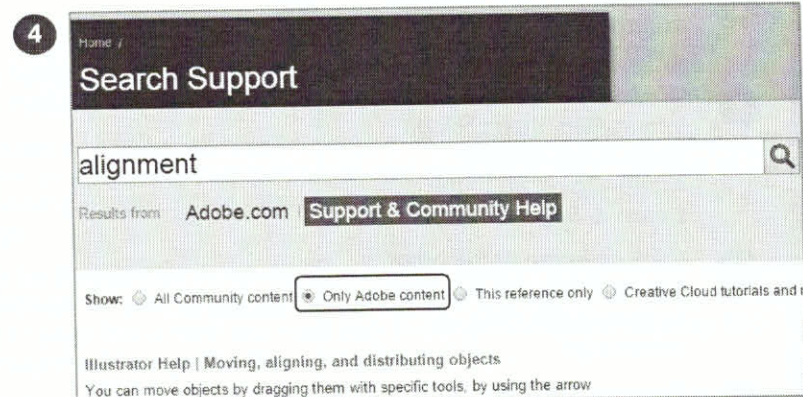 4
Home /
Search Support
alignment
Results from Adobe.com Support & Community Help
Show: All Community content Only Adobe content This reference only Creative Cloud tutorials and
Illustrator Help | Moving, aligning, and distributing objects
You can move objects by dragging them with specific tools, by using the arrow